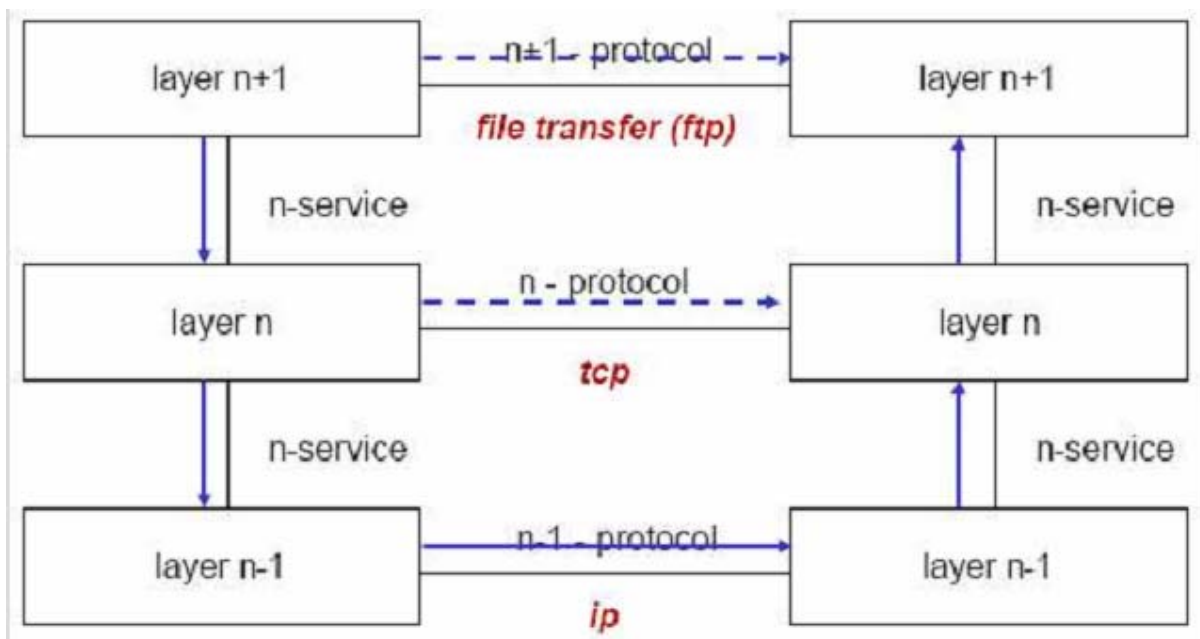 n+1 - protocol
layer n+1
layer n+1
file transfer (ftp)
n-service
n-service
n - protocol
layer n
layer n
tcp
n-service
n-service
n-1 - protocol
layer n-1
layer n-1
ip